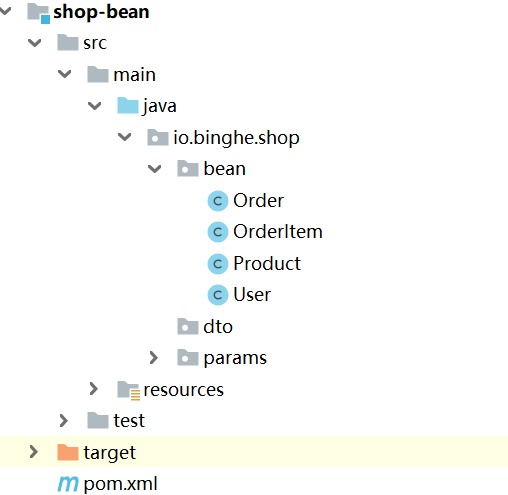 shop-bean
src
main
java
io.binghe.shop
bean
C Order
C OrderItem
C Product
C User
dto
params
resources
test
target
m pom.xml